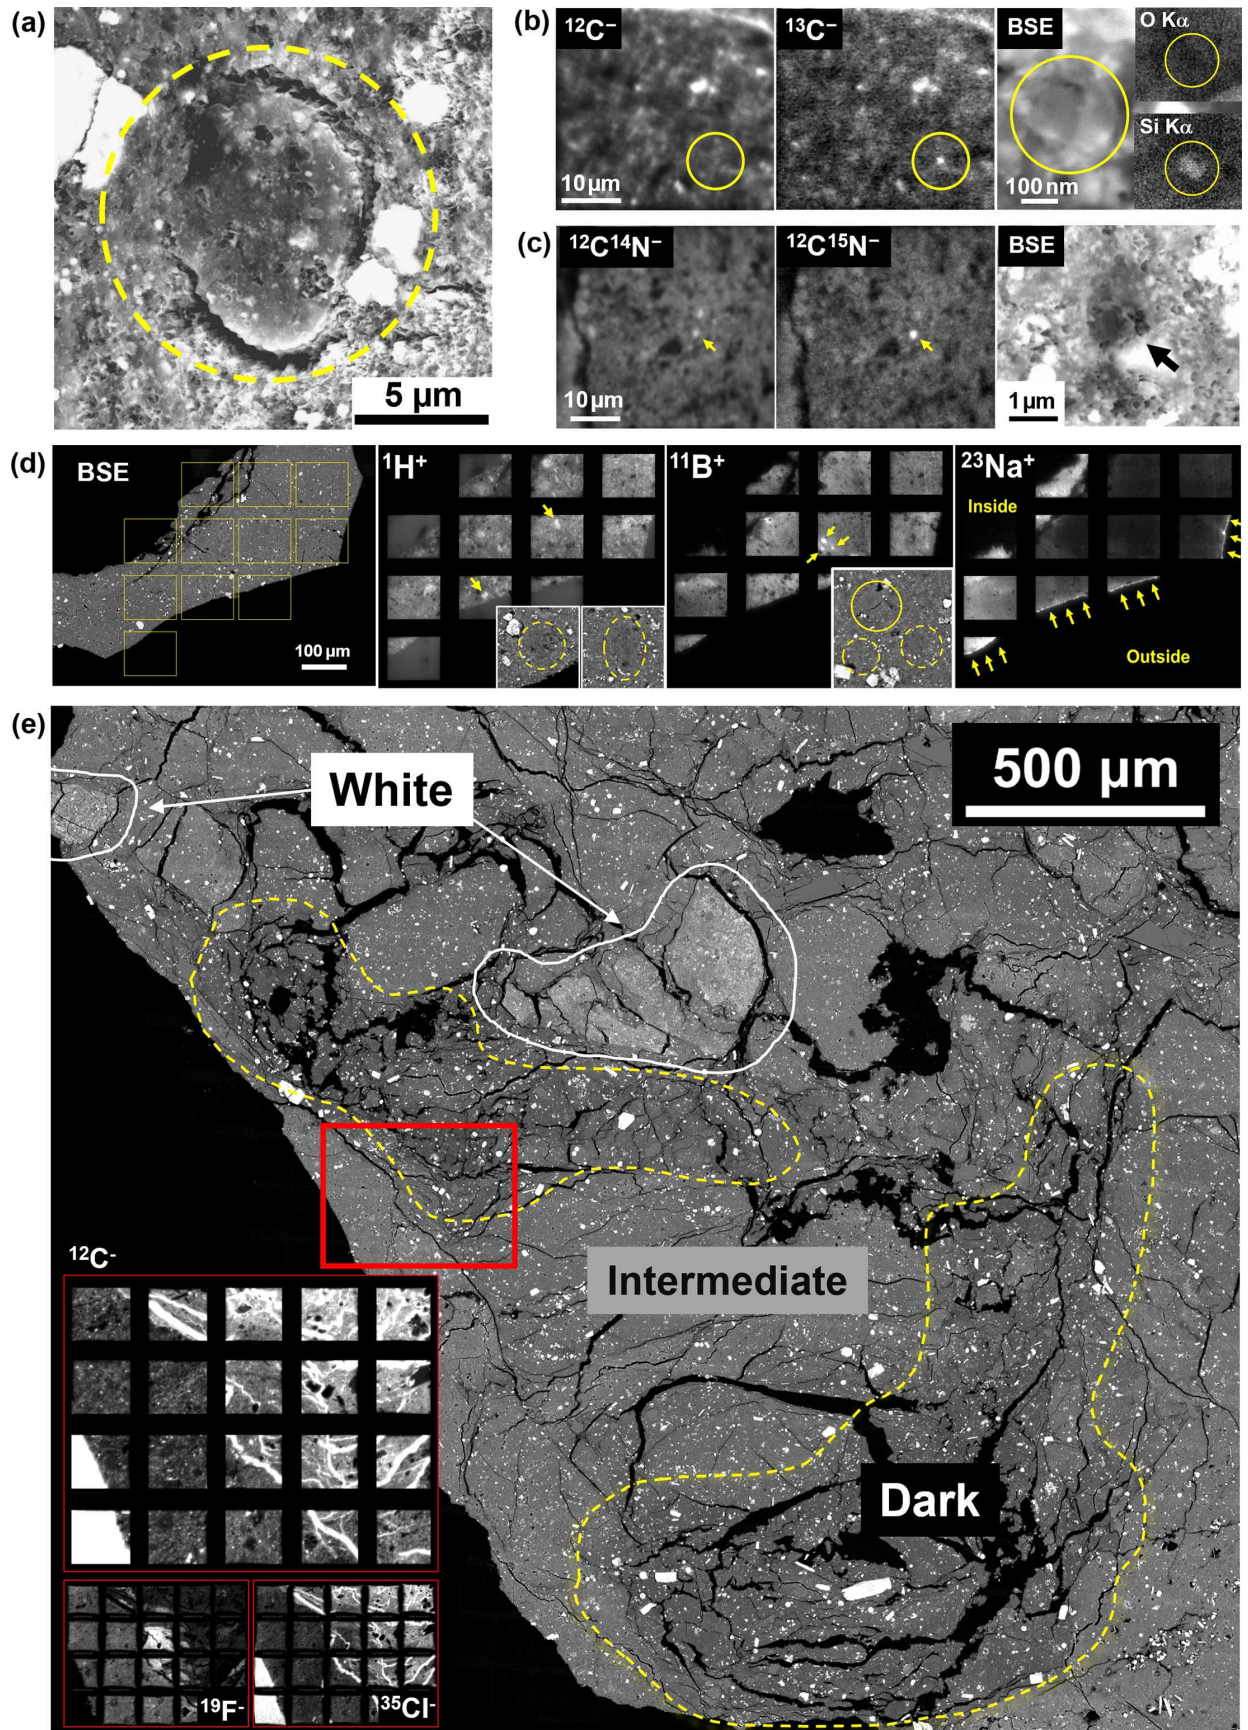 (a)
5 µm
(b)
¹²C⁻
10 µm
¹³C⁻
BSE
100 nm
O Kα
Si Kα
(c)
¹²C¹⁴N⁻
10 µm
¹²C¹⁵N⁻
BSE
1 µm
(d)
BSE
100 µm
¹H⁺
¹¹B⁺
²³Na⁺
Inside
Outside
(e)
White
500 µm
Intermediate
Dark
¹²C⁻
¹⁹F⁻
³⁵Cl⁻